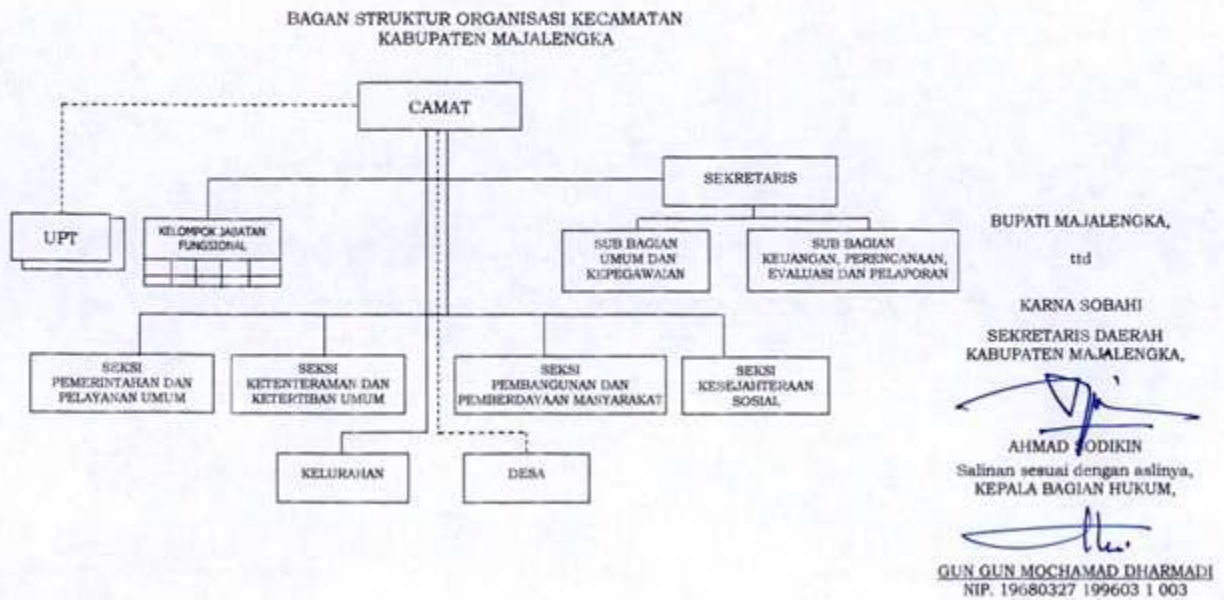 BAGAN STRUKTUR ORGANISASI KECAMATAN
KABUPATEN MAJALENGKA
CAMAT
SEKRETARIS
UPT
KELOMPOK JABATAN
FUNGSIONAL
SUB BAGIAN
UMUM DAN
KEPEGAWAIAN
SUB BAGIAN
KEUANGAN, PERENCANAAN,
EVALUASI DAN PELAPORAN
SEKSI
PEMERINTAHAN DAN
PELAYANAN UMUM
SEKSI
KETENTERAMAN DAN
KETERTIBAN UMUM
SEKSI
PEMBANGUNAN DAN
PEMBERDAYAAN MASYARAKAT
SEKSI
KESEJAHTERAAN
SOSIAL
KELURAHAN
DESA
BUPATI MAJALENGKA,
ttd
KARNA SOBAHI
SEKRETARIS DAERAH
KABUPATEN MAJALENGKA,
AHMAD SODIKIN
Salinan sesuai dengan aslinya,
KEPALA BAGIAN HUKUM,
GUN GUN MOCHAMAD DHARMADI
NIP. 19680327 199603 1 003